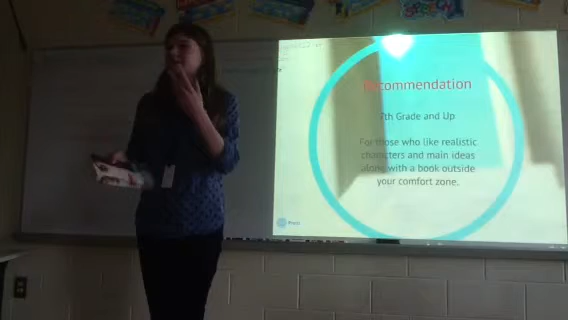 Recommendation
7th Grade and Up
For those who like realistic
characters and main ideas
along with a book outside
your comfort zone.